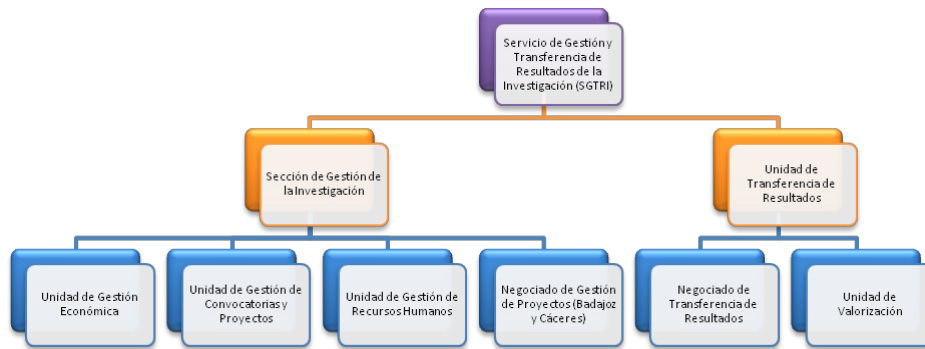 Servicio de Gestión y
Transferencia de
Resultados de la
Investigación (SGTRI)
Sección de Gestión de
la Investigación
Unidad de
Transferencia de
Resultados
Unidad de Gestión
Económica
Unidad de Gestión de
Convocatorias y
Proyectos
Unidad de Gestión de
Recursos Humanos
Negociado de Gestión
de Proyectos (Badajoz
y Cáceres)
Negociado de
Transferencia de
Resultados
Unidad de
Valorización